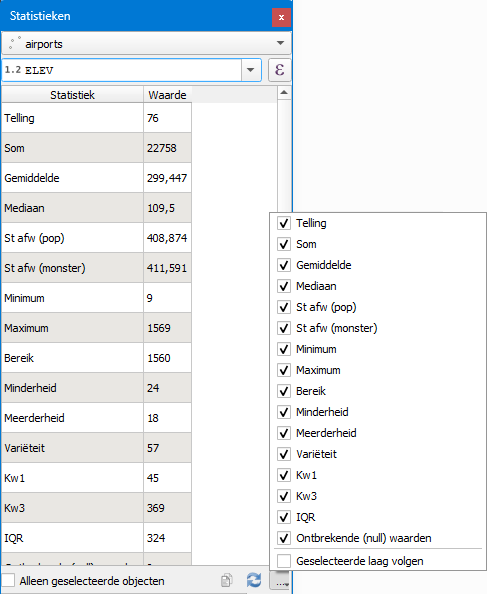 Statistieken
x
airports
1.2 ELEV
ε
Statistiek Waarde
Telling 76
Som 22758
Gemiddelde 299,447
Mediaan 109,5
St afw (pop) 408,874
St afw (monster) 411,591
Minimum 9
Maximum 1569
Bereik 1560
Minderheid 24
Meerderheid 18
Variëteit 57
Kw1 45
Kw3 369
IQR 324
Alleen geselecteerde objecten
...
Telling
Som
Gemiddelde
Mediaan
St afw (pop)
St afw (monster)
Minimum
Maximum
Bereik
Minderheid
Meerderheid
Variëteit
Kw1
Kw3
IQR
Ontbrekende (null) waarden
Geselecteerde laag volgen